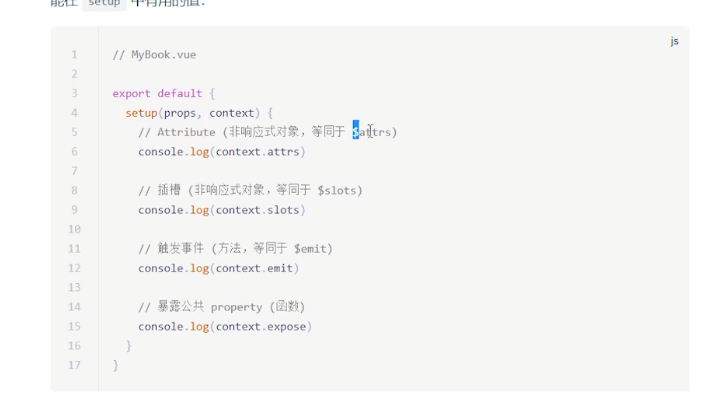 能在 setup 中有用的值：
js
1 // MyBook.vue
2
3 export default {
4 setup(props, context) {
5 // Attribute (非响应式对象，等同于 $attrs)
6 console.log(context.attrs)
7
8 // 插槽 (非响应式对象，等同于 $slots)
9 console.log(context.slots)
10
11 // 触发事件 (方法，等同于 $emit)
12 console.log(context.emit)
13
14 // 暴露公共 property (函数)
15 console.log(context.expose)
16 }
17 }